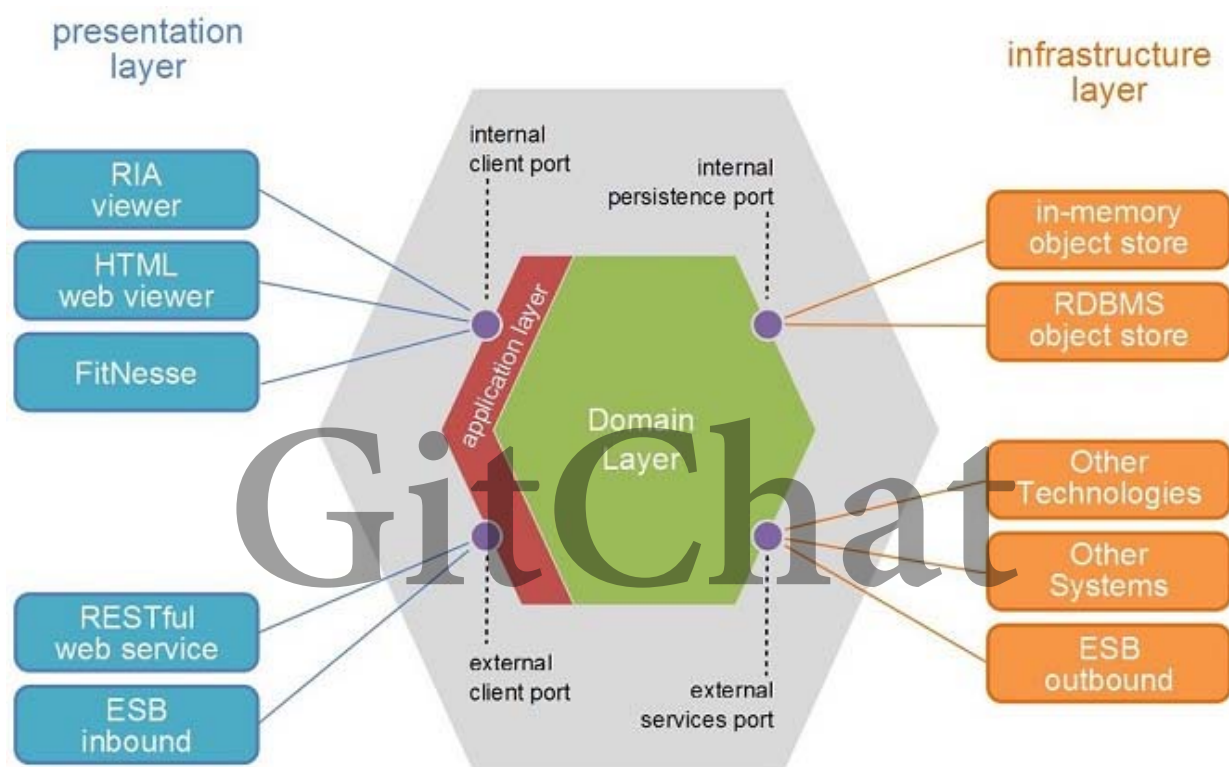 presentation
layer
infrastructure
layer
internal
client port
internal
persistence port
RIA
viewer
HTML
web viewer
FitNesse
in-memory
object store
RDBMS
object store
application layer
Domain
Layer
GitChat
RESTful
web service
ESB
inbound
Other
Technologies
Other
Systems
ESB
outbound
external
client port
external
services port